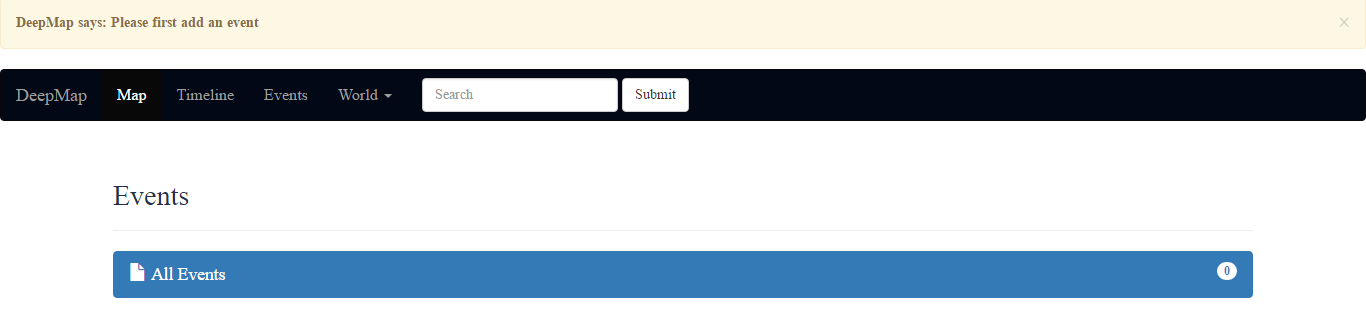 DeepMap says: Please first add an event ×
DeepMap Map Timeline Events World Search Submit
Events
All Events 0